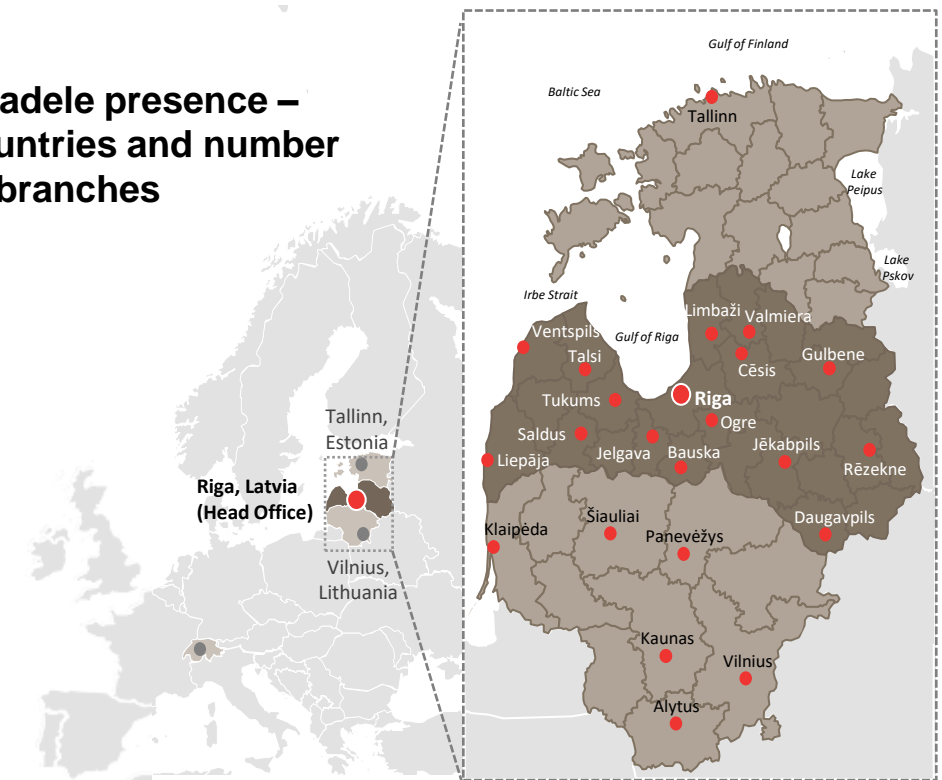 adele presence –
untries and number
branches
Tallinn,
Estonia
Riga, Latvia
(Head Office)
Vilnius,
Lithuania
Gulf of Finland
Baltic Sea
Tallinn
Lake
Peipus
Lake
Pskov
Irbe Strait
Gulf of Riga
Limbaži
Valmiera
Ventspils
Talsi
Cēsis
Gulbene
Tukums
Riga
Ogre
Saldus
Jelgava
Bauska
Jēkabpils
Liepāja
Rēzekne
Daugavpils
Klaipėda
Šiauliai
Panevėžys
Kaunas
Vilnius
Alytus